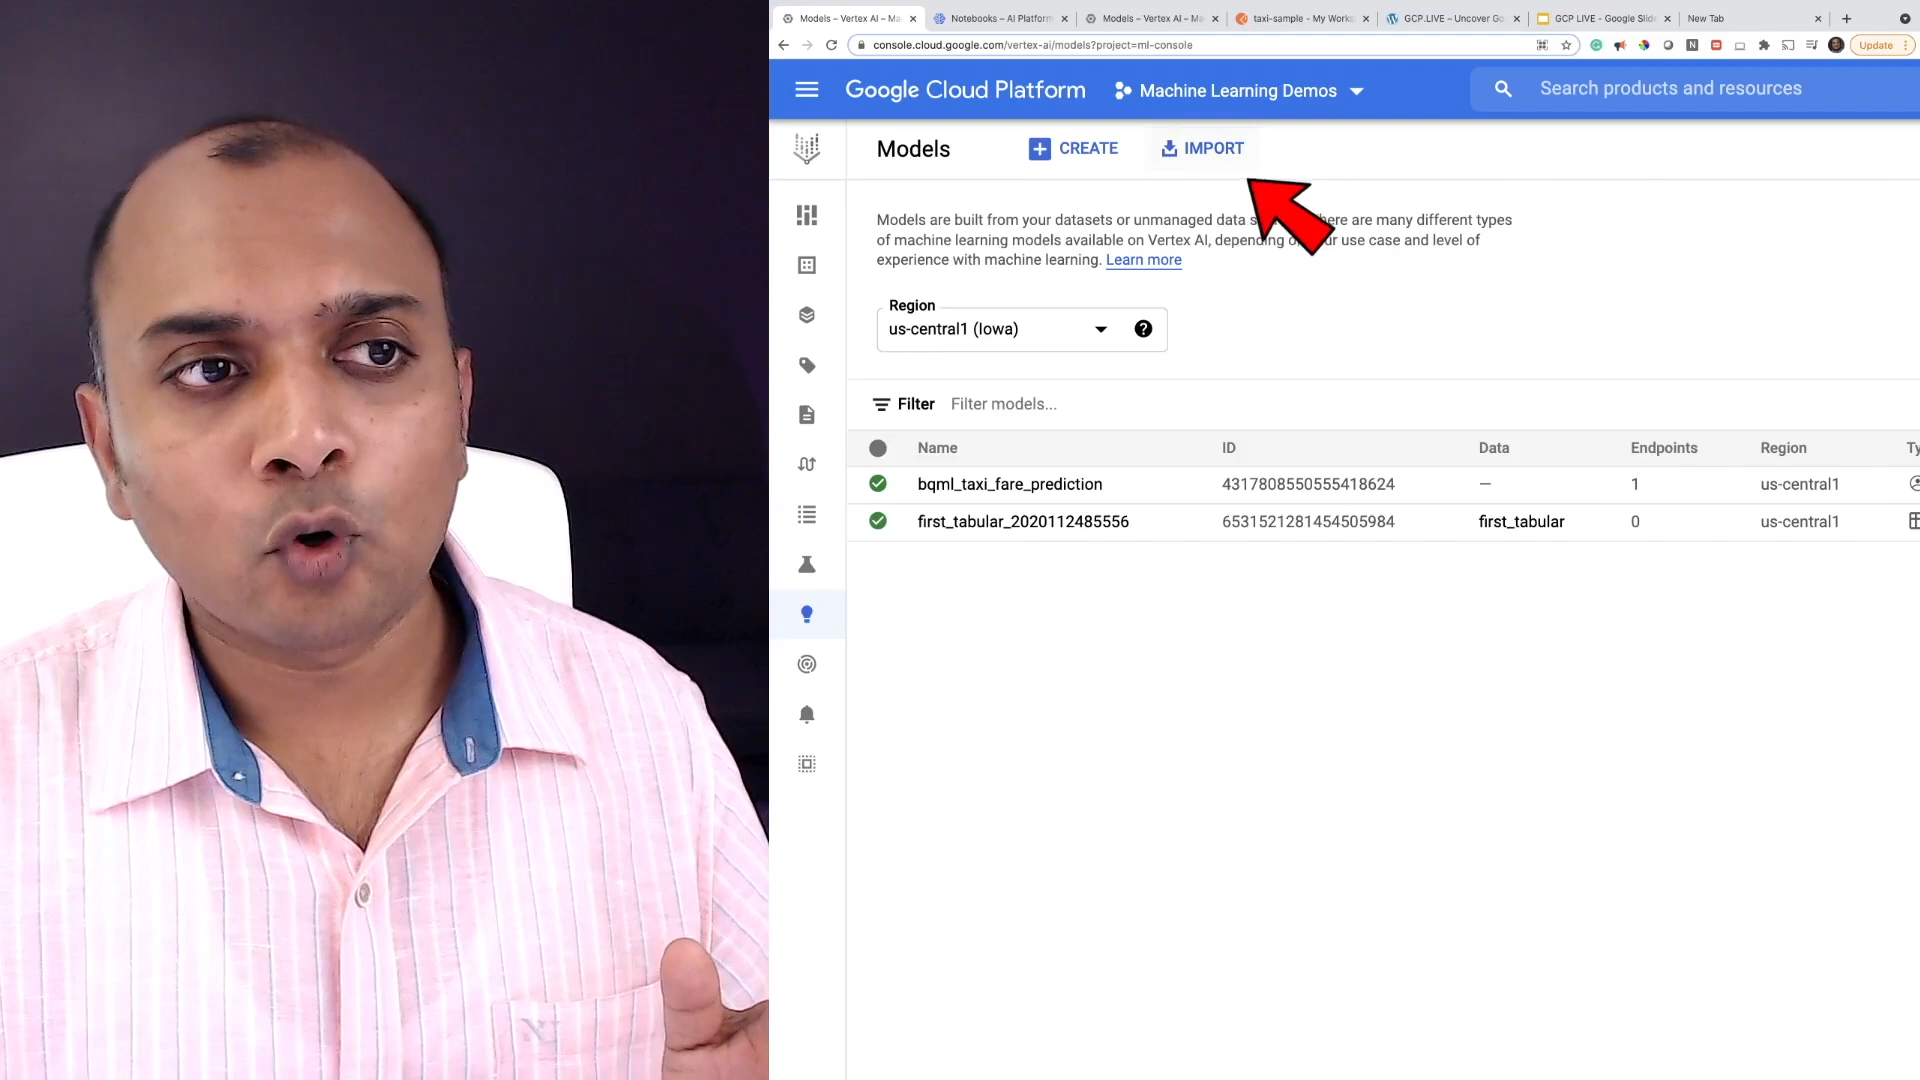 Models – Vertex AI – Ma
Notebooks – AI Platform
Models – Vertex AI – Ma
taxi-sample - My Works
GCP.LIVE – Uncover Go
GCP LIVE - Google Slide
New Tab
console.cloud.google.com/vertex-ai/models?project=ml-console
Update
Google Cloud Platform
Machine Learning Demos
Search products and resources
Models
CREATE
IMPORT
Models are built from your datasets or unmanaged data s here are many different types
of machine learning models available on Vertex AI, depending o ur use case and level of
experience with machine learning. Learn more
Region
us-central1 (Iowa)
Filter
Filter models...
Name ID Data Endpoints Region Ty
bqml_taxi_fare_prediction 4317808550555418624 — 1 us-central1
first_tabular_2020112485556 6531521281454505984 first_tabular 0 us-central1